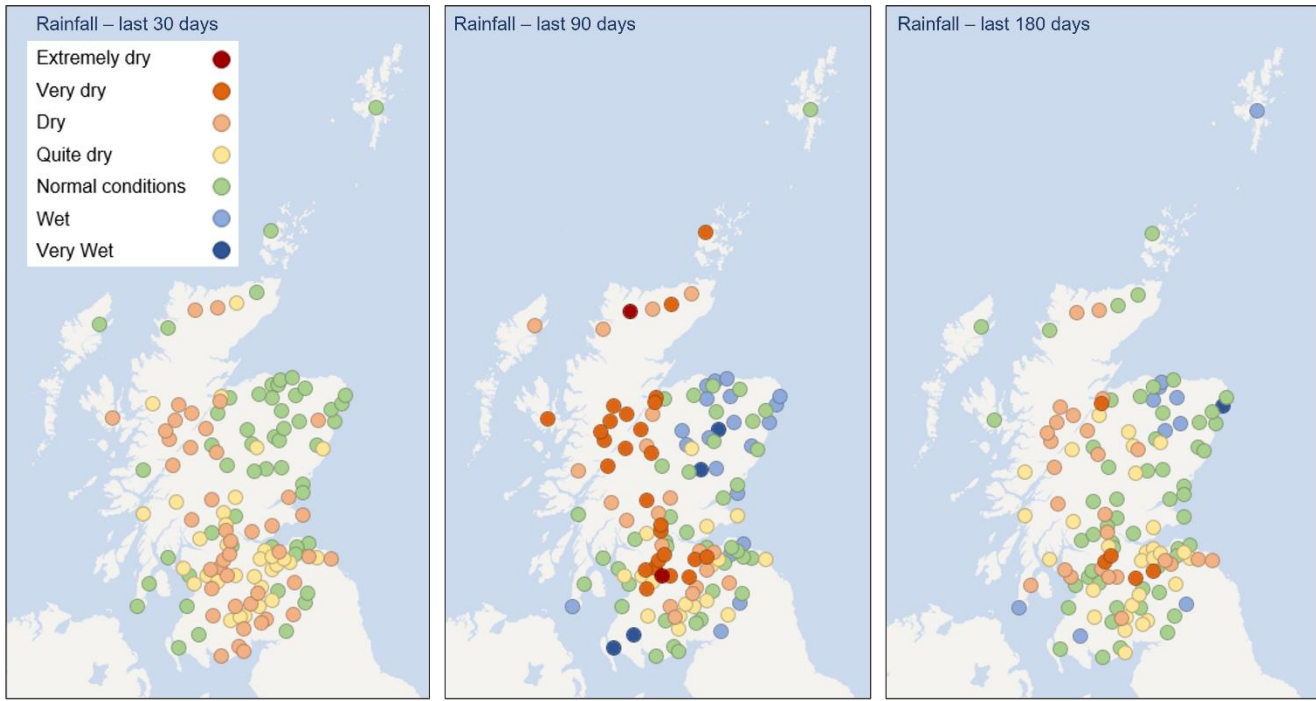 Rainfall – last 30 days
Extremely dry
Very dry
Dry
Quite dry
Normal conditions
Wet
Very Wet
Rainfall – last 90 days
Rainfall – last 180 days